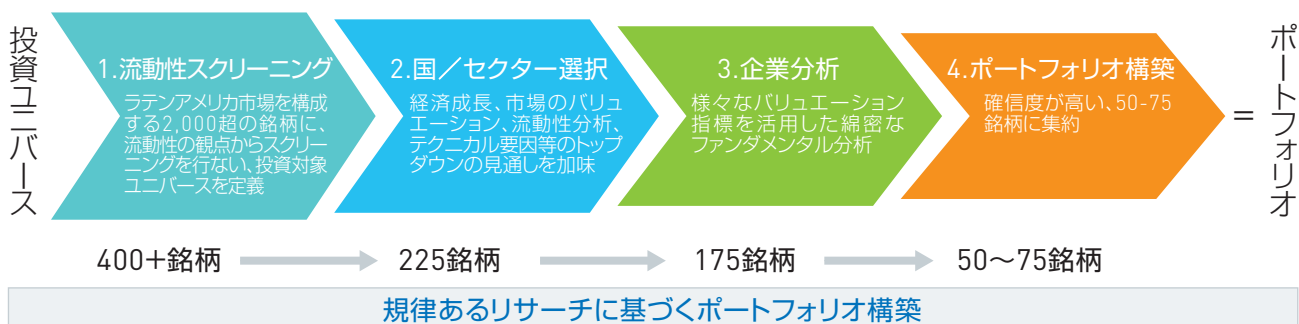 投資ユニバース
1.流動性スクリーニング
ラテンアメリカ市場を構成
する2,000超の銘柄に、
流動性の観点からスクリー
ニングを行ない、投資対象
ユニバースを定義
2.国／セクター選択
経済成長、市場のバリュ
エーション、流動性分析、
テクニカル要因等のトップ
ダウンの見通しを加味
3.企業分析
様々なバリュエーション
指標を活用した綿密な
ファンダメンタル分析
4.ポートフォリオ構築
確信度が高い、50-75
銘柄に集約
＝
ポートフォリオ
400＋銘柄
225銘柄
175銘柄
50～75銘柄
規律あるリサーチに基づくポートフォリオ構築